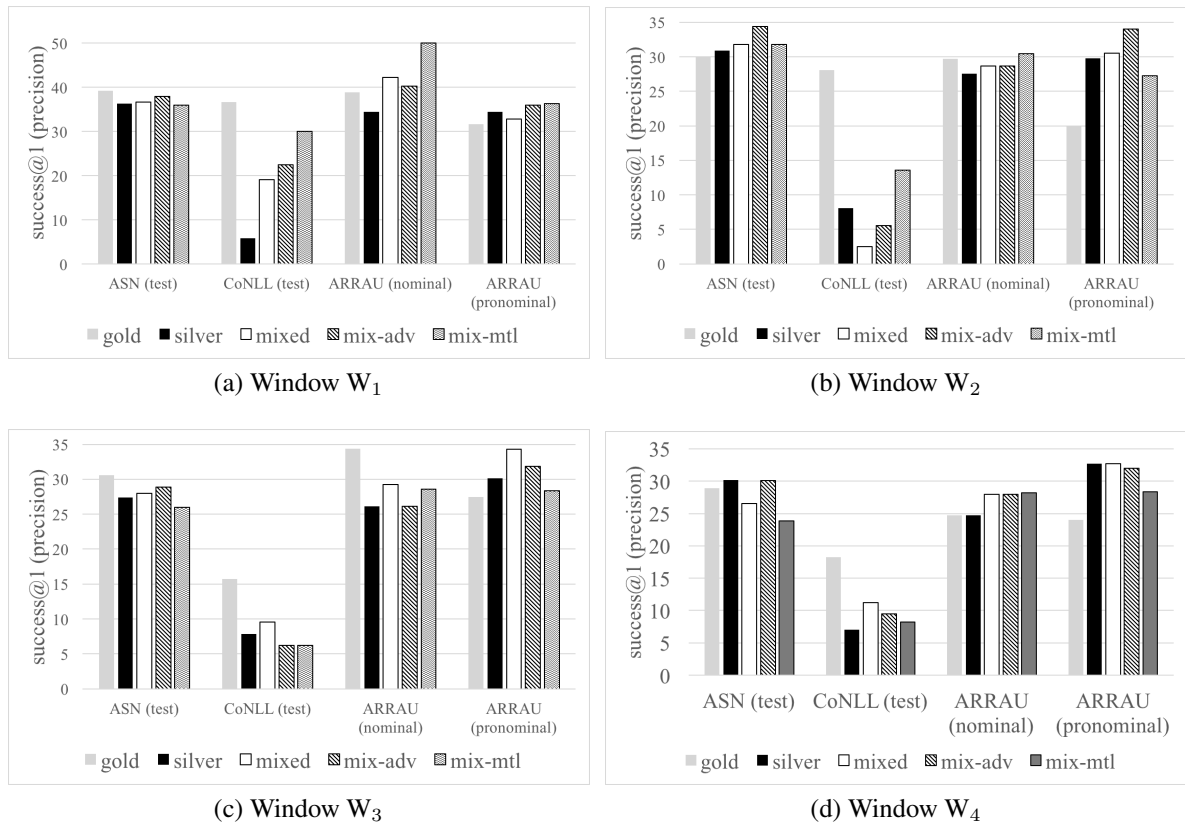 success@1 (precision)
50
40
30
20
10
0
ASN (test) CoNLL (test) ARRAU (nominal) ARRAU
(pronominal)
gold silver mixed mix-adv mix-mtl
(a) Window W₁
success@1 (precision)
35
30
25
20
15
10
5
0
ASN (test) CoNLL (test) ARRAU (nominal) ARRAU
(pronominal)
gold silver mixed mix-adv mix-mtl
(b) Window W₂
success@1 (precision)
35
30
25
20
15
10
5
0
ASN (test) CoNLL (test) ARRAU ARRAU
(nominal) (pronominal)
gold silver mixed mix-adv mix-mtl
(c) Window W₃
success@1 (precision)
35
30
25
20
15
10
5
0
ASN (test) CoNLL (test) ARRAU ARRAU
(nominal) (pronominal)
gold silver mixed mix-adv mix-mtl
(d) Window W₄